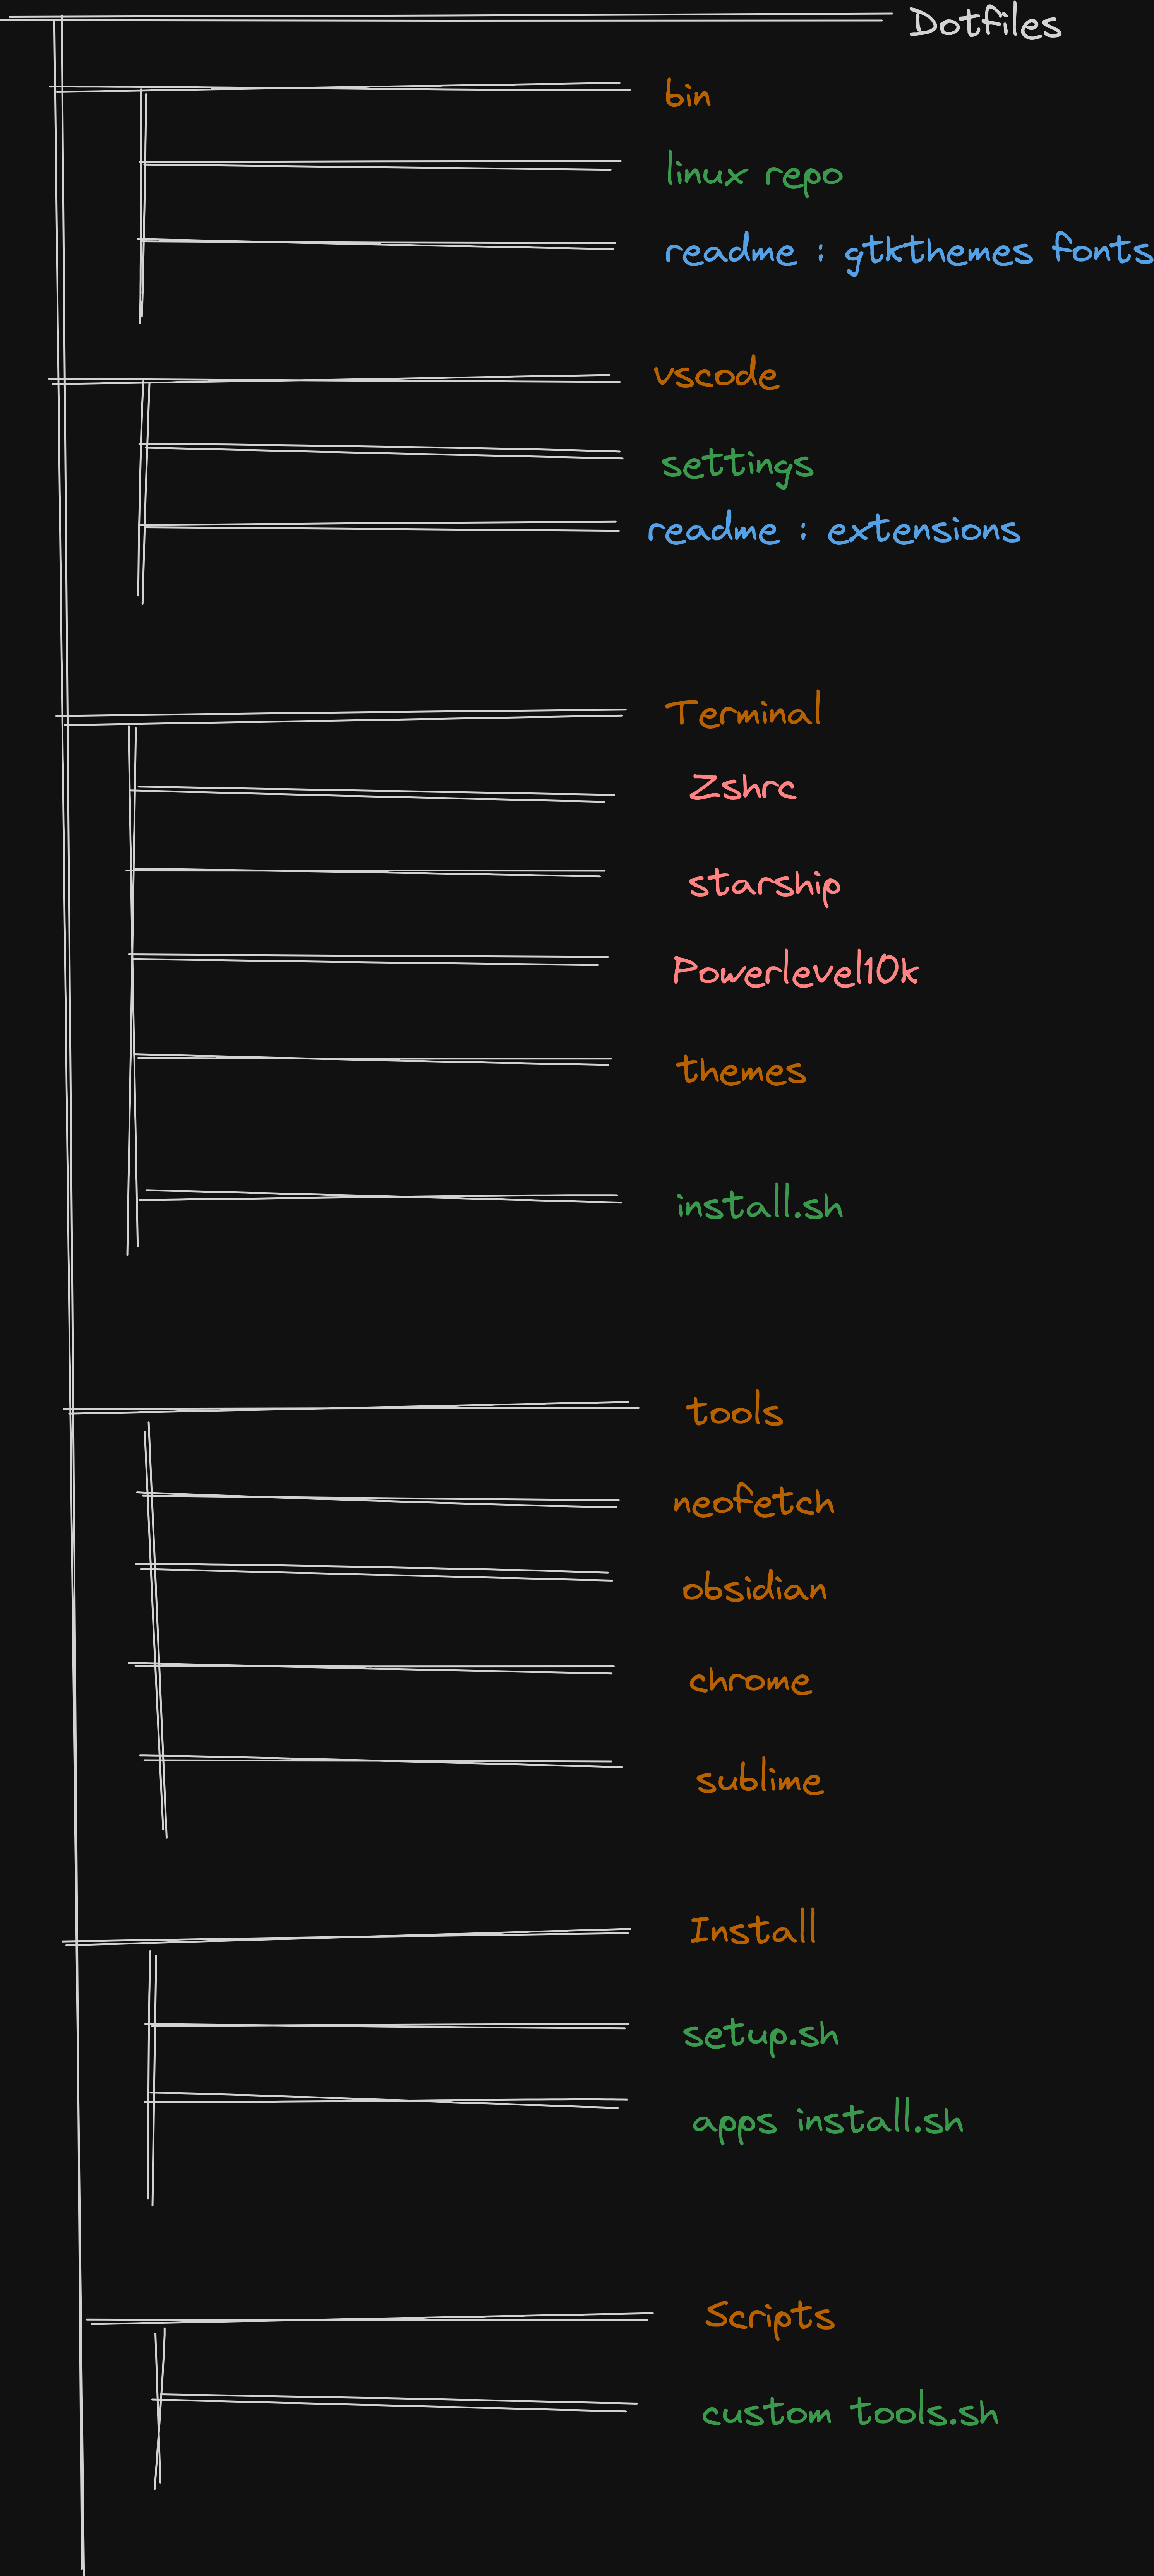 Dotfiles
bin
linux repo
readme : gtkthemes fonts
vscode
settings
readme : extensions
Terminal
Zshrc
starship
Powerlevel10k
themes
install.sh
tools
neofetch
obsidian
chrome
sublime
Install
setup.sh
apps install.sh
Scripts
custom tools.sh